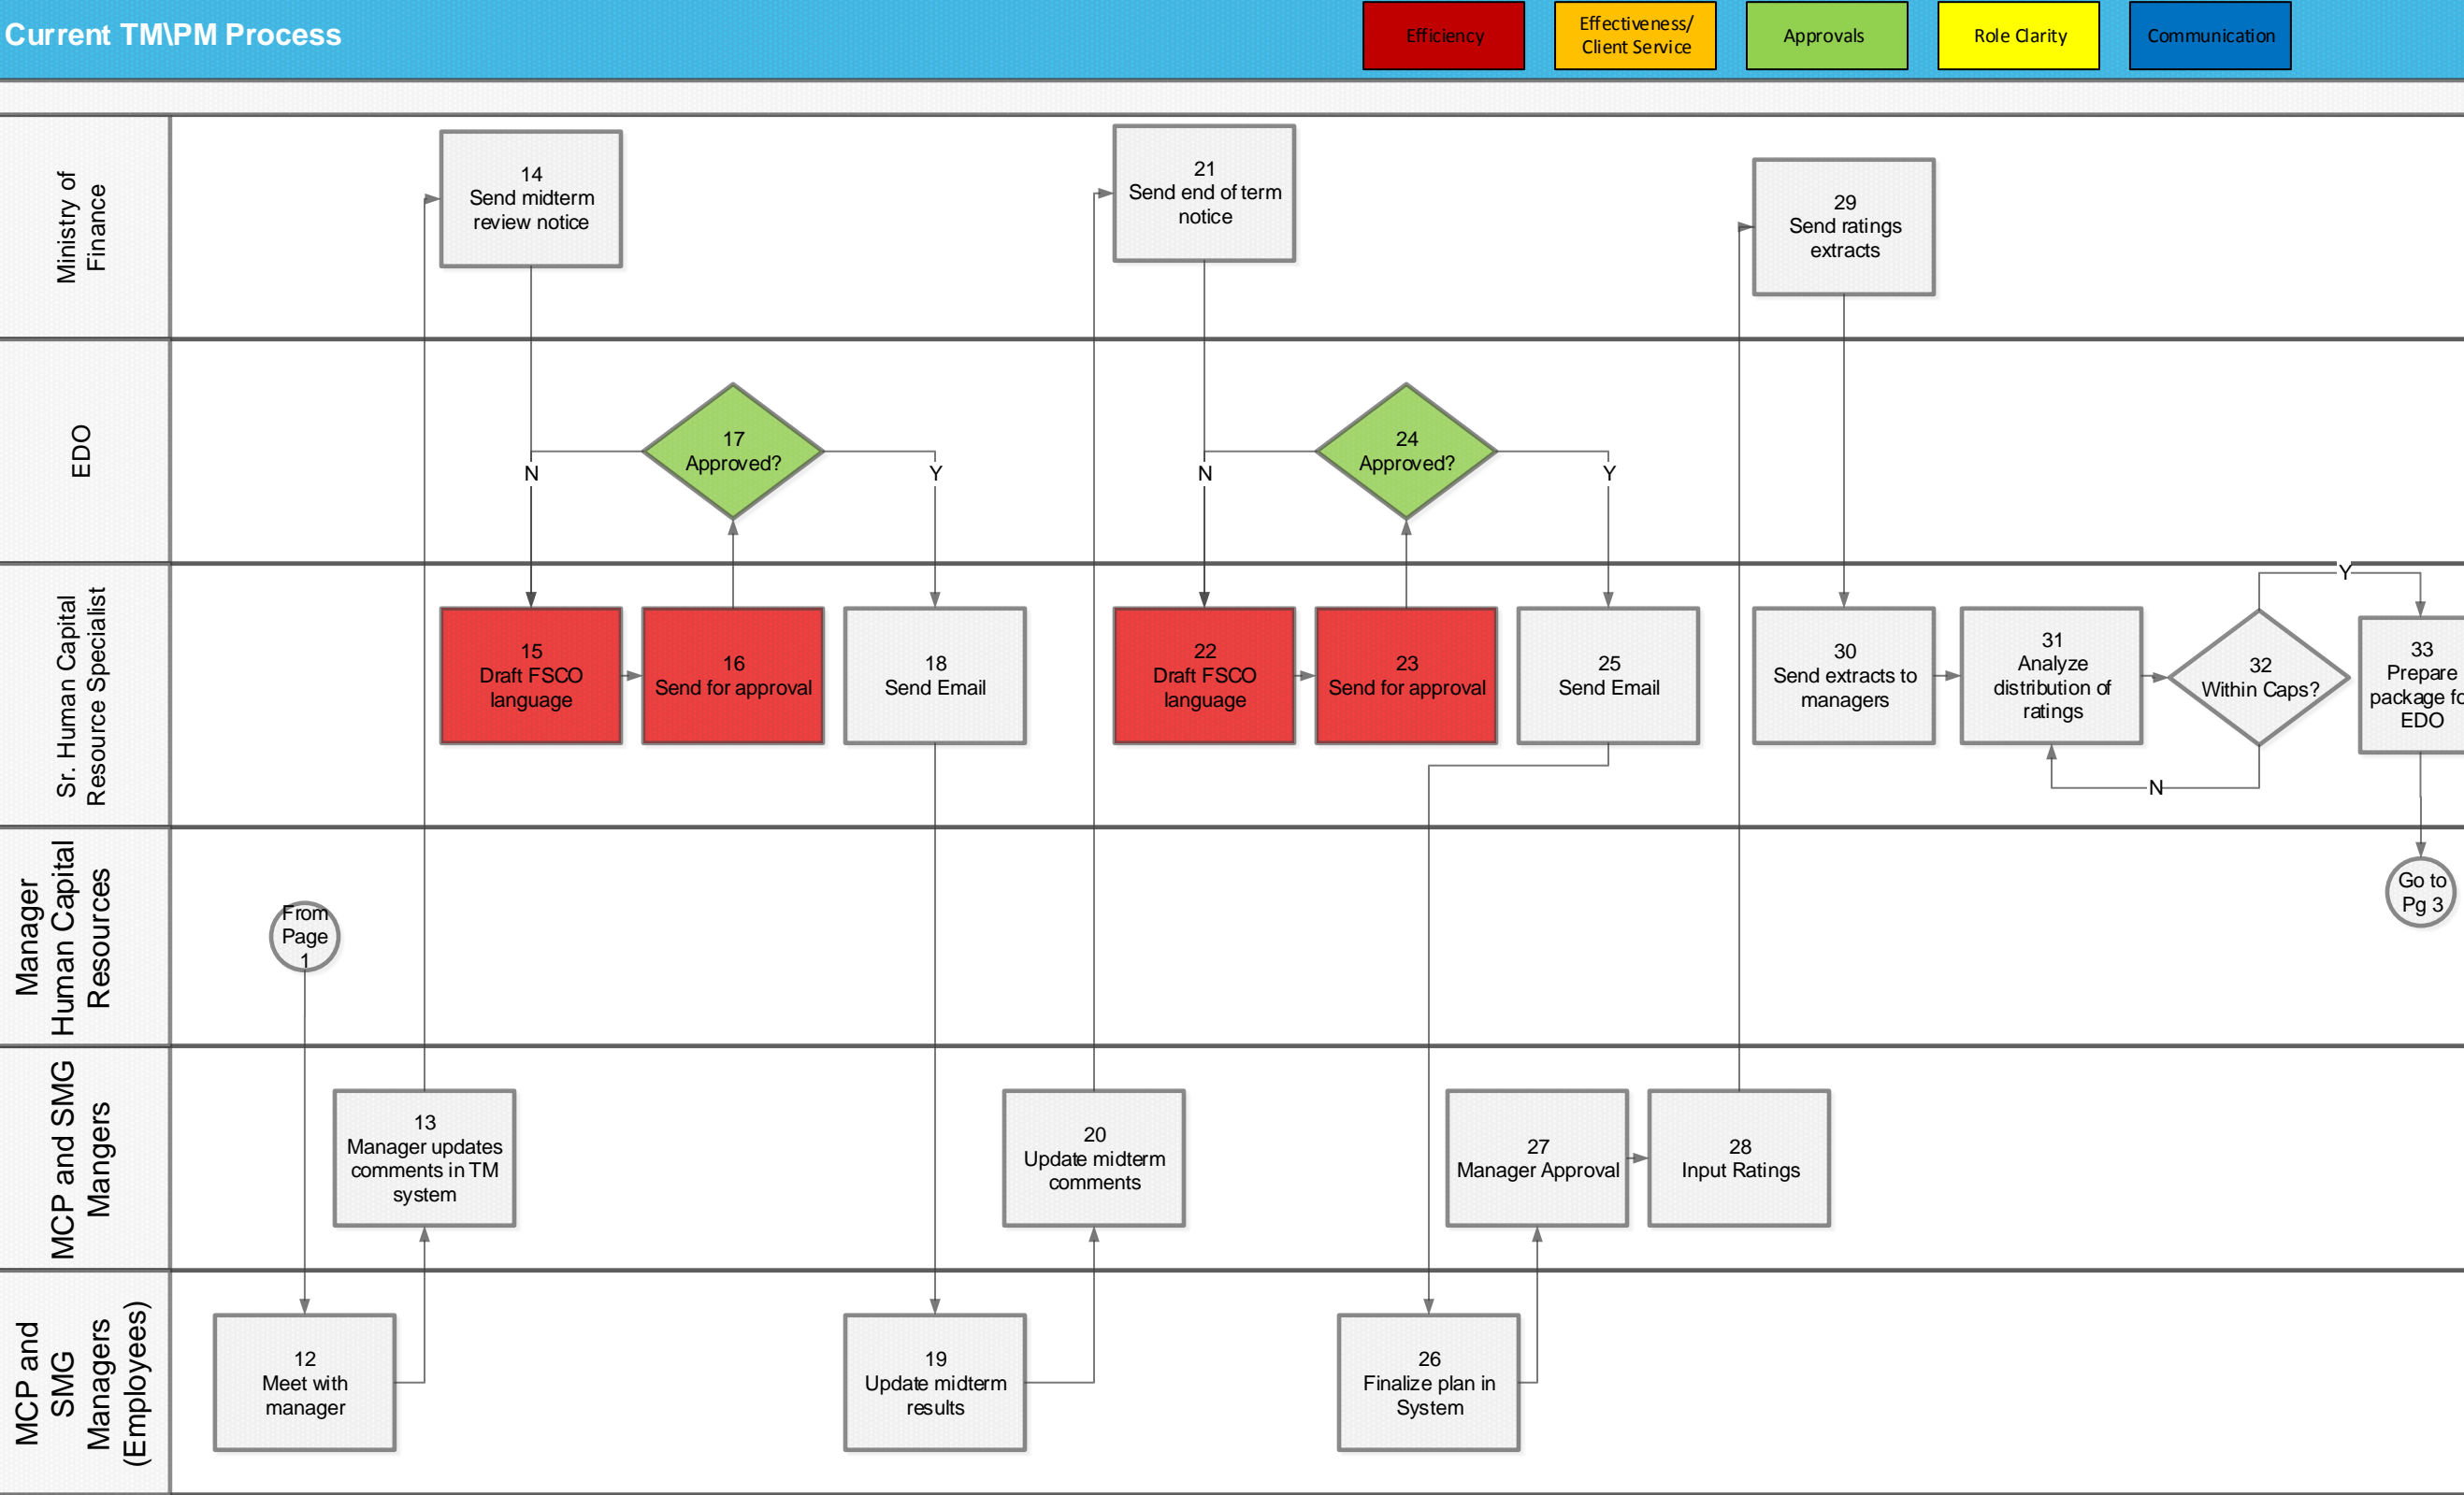 Current TM\PM Process
Efficiency
Effectiveness/
Client Service
Approvals
Role Clarity
Communication
Ministry of
Finance
14
Send midterm
review notice
21
Send end of term
notice
29
Send ratings
extracts
EDO
17
Approved?
N
Y
24
Approved?
N
Y
Sr. Human Capital
Resource Specialist
15
Draft FSCO
language
16
Send for approval
18
Send Email
22
Draft FSCO
language
23
Send for approval
25
Send Email
30
Send extracts to
managers
31
Analyze
distribution of
ratings
32
Within Caps?
Y
N
33
Prepare
package fo
EDO
Manager
Human Capital
Resources
From
Page
1
Go to
Pg 3
MCP and SMG
Mangers
13
Manager updates
comments in TM
system
20
Update midterm
comments
27
Manager Approval
28
Input Ratings
MCP and
SMG
Managers
(Employees)
12
Meet with
manager
19
Update midterm
results
26
Finalize plan in
System